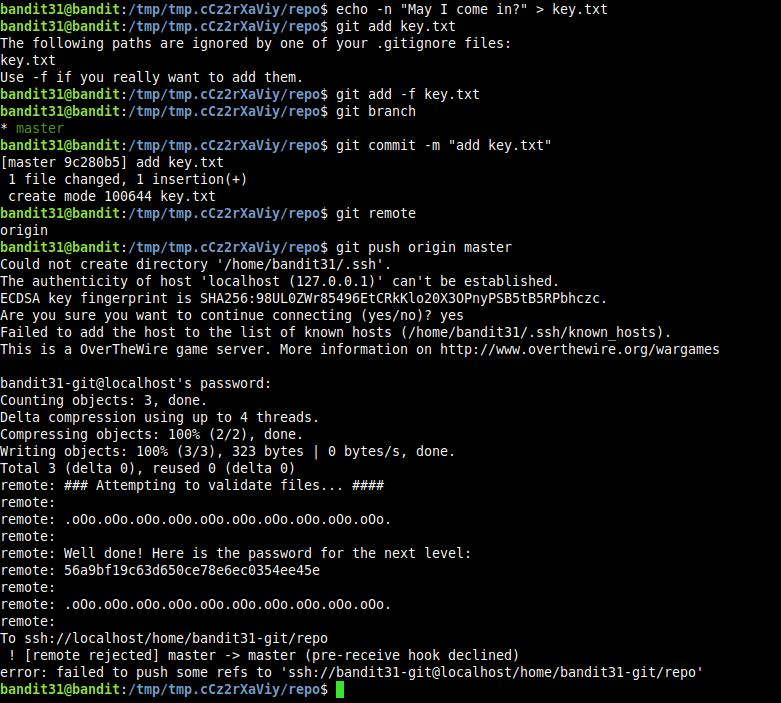 bandit31@bandit:/tmp/tmp.cCz2rXaViy/repo$ echo -n "May I come in?" > key.txt
bandit31@bandit:/tmp/tmp.cCz2rXaViy/repo$ git add key.txt
The following paths are ignored by one of your .gitignore files:
key.txt
Use -f if you really want to add them.
bandit31@bandit:/tmp/tmp.cCz2rXaViy/repo$ git add -f key.txt
bandit31@bandit:/tmp/tmp.cCz2rXaViy/repo$ git branch
* master
bandit31@bandit:/tmp/tmp.cCz2rXaViy/repo$ git commit -m "add key.txt"
[master 9c280b5] add key.txt
 1 file changed, 1 insertion(+)
 create mode 100644 key.txt
bandit31@bandit:/tmp/tmp.cCz2rXaViy/repo$ git remote
origin
bandit31@bandit:/tmp/tmp.cCz2rXaViy/repo$ git push origin master
Could not create directory '/home/bandit31/.ssh'.
The authenticity of host 'localhost (127.0.0.1)' can't be established.
ECDSA key fingerprint is SHA256:98UL0ZWr85496EtCRkKlo20X3OPnyPSB5tB5RPbhczc.
Are you sure you want to continue connecting (yes/no)? yes
Failed to add the host to the list of known hosts (/home/bandit31/.ssh/known_hosts).
This is a OverTheWire game server. More information on http://www.overthewire.org/wargames
bandit31-git@localhost's password:
Counting objects: 3, done.
Delta compression using up to 4 threads.
Compressing objects: 100% (2/2), done.
Writing objects: 100% (3/3), 323 bytes | 0 bytes/s, done.
Total 3 (delta 0), reused 0 (delta 0)
remote: ### Attempting to validate files... ####
remote:
remote: .oOo.oOo.oOo.oOo.oOo.oOo.oOo.oOo.oOo.oOo.
remote:
remote: Well done! Here is the password for the next level:
remote: 56a9bf19c63d650ce78e6ec0354ee45e
remote:
remote: .oOo.oOo.oOo.oOo.oOo.oOo.oOo.oOo.oOo.oOo.
remote:
To ssh://localhost/home/bandit31-git/repo
 ! [remote rejected] master -> master (pre-receive hook declined)
error: failed to push some refs to 'ssh://bandit31-git@localhost/home/bandit31-git/repo'
bandit31@bandit:/tmp/tmp.cCz2rXaViy/repo$